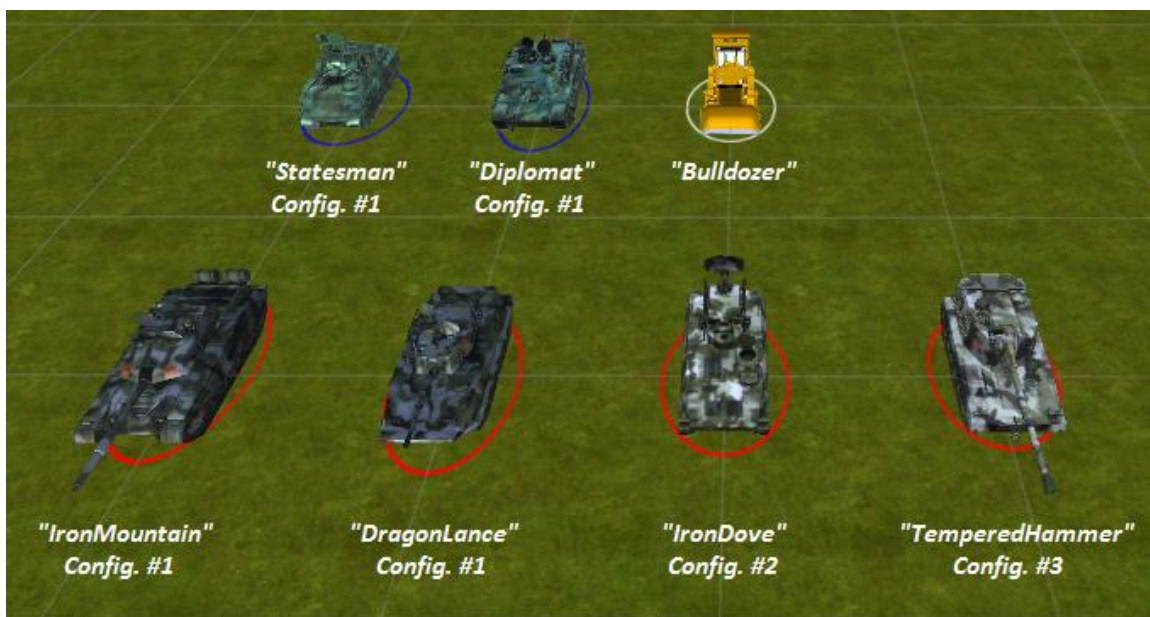 "Statesman" "Diplomat" "Bulldozer"
Config. #1 Config. #1
"IronMountain" "DragonLance" "IronDove" "TemperedHammer"
Config. #1 Config. #1 Config. #2 Config. #3